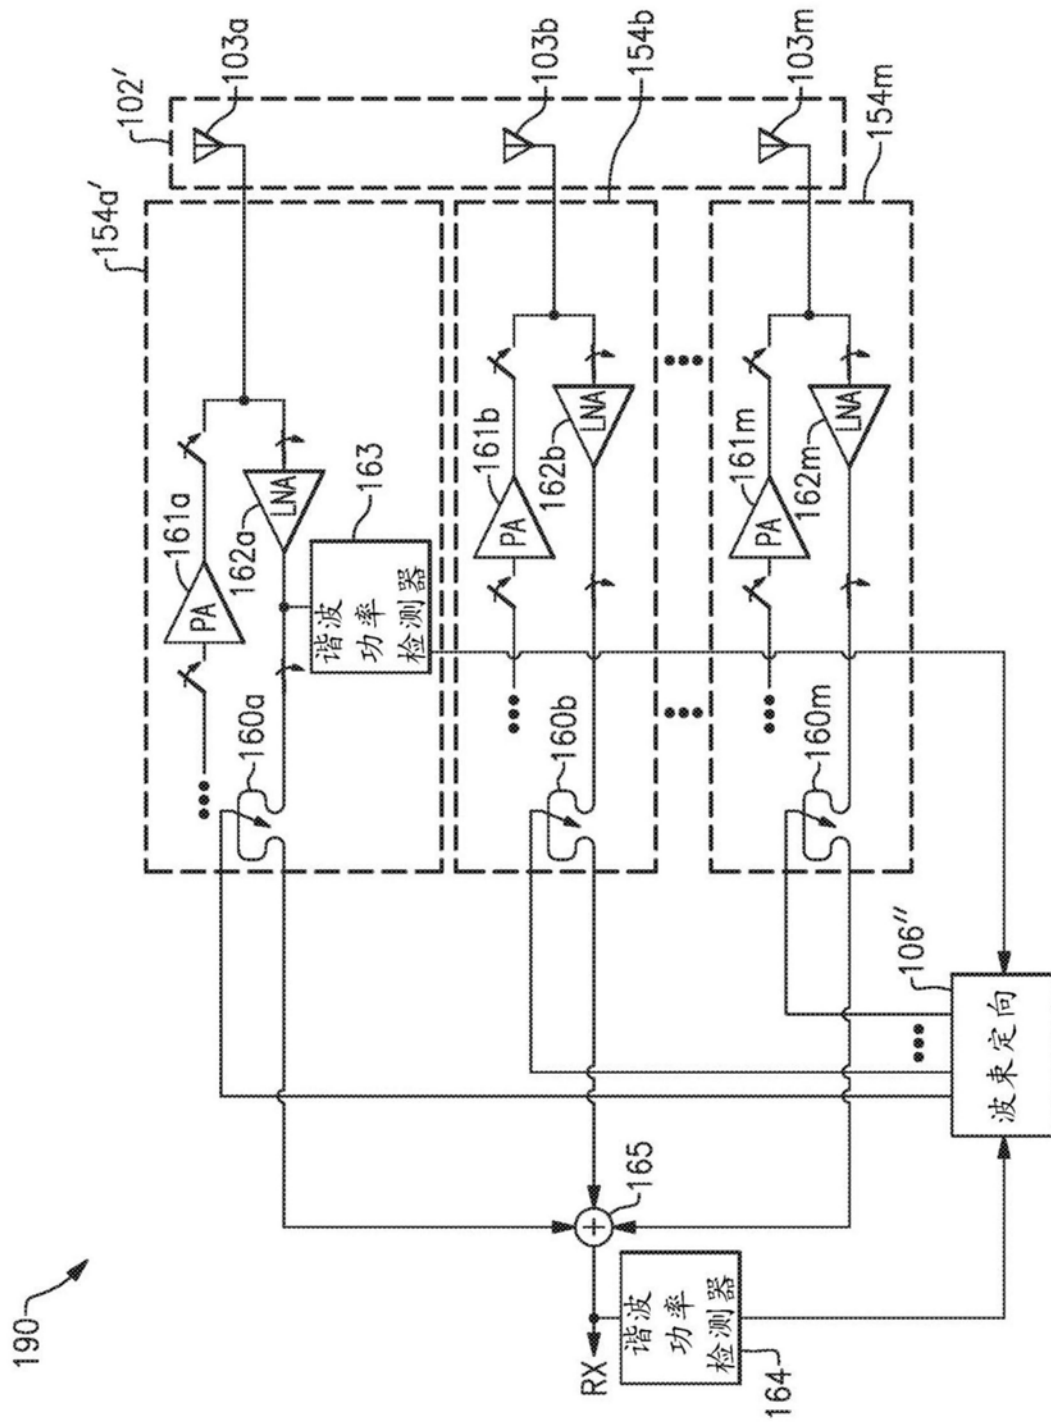 190
102′
103a
103b
103m
154a′
154b
154m
161a
PA
162a
LNA
163
谐波
功率
检测器
160a
161b
PA
162b
LNA
160b
161m
PA
162m
LNA
160m
106″
波束定向
165
+
RX
谐波
功率
检测器
164